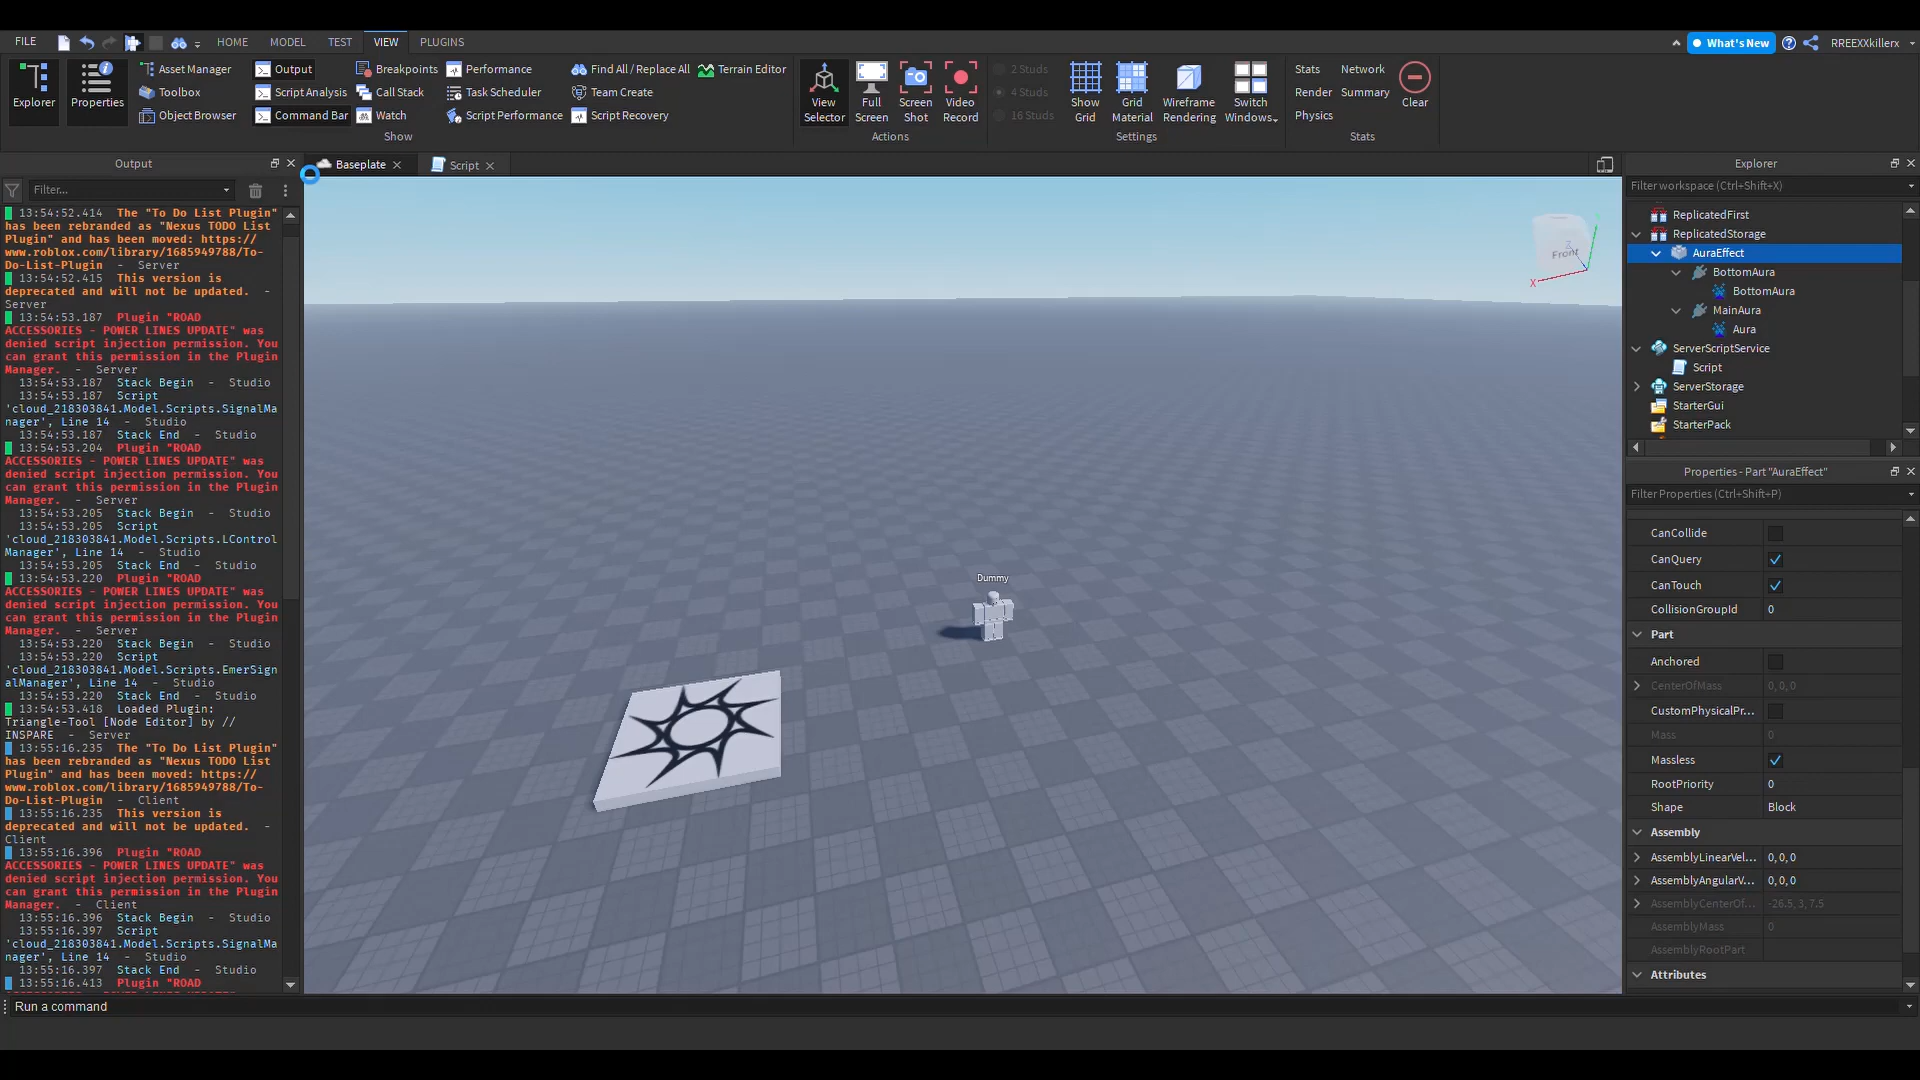 FILE
HOME
MODEL
TEST
VIEW
PLUGINS
What's New
RREEXXkillerx
Explorer
Properties
Asset Manager
Toolbox
Object Browser
Output
Script Analysis
Command Bar
Breakpoints
Call Stack
Watch
Performance
Task Scheduler
Script Performance
Find All / Replace All
Team Create
Script Recovery
Terrain Editor
Show
View
Selector
Full
Screen
Screen
Shot
Video
Record
Actions
2 Studs
4 Studs
16 Studs
Show
Grid
Grid
Material
Wireframe
Rendering
Switch
Windows
Settings
Stats
Render
Physics
Network
Summary
Clear
Stats
Output
Baseplate
Script
Explorer
Filter...
13:54:52.414 The "To Do List Plugin"
has been rebranded as "Nexus TODO List
Plugin" and has been moved: https://
www.roblox.com/library/1685949788/To-
Do-List-Plugin - Server
13:54:52.415 This version is
deprecated and will not be updated. -
Server
13:54:53.187 Plugin "ROAD
ACCESSORIES - POWER LINES UPDATE" was
denied script injection permission. You
can grant this permission in the Plugin
Manager. - Server
13:54:53.187 Stack Begin - Studio
13:54:53.187 Script
'cloud_218303841.Model.Scripts.SignalMa
nager', Line 14 - Studio
13:54:53.187 Stack End - Studio
13:54:53.204 Plugin "ROAD
ACCESSORIES - POWER LINES UPDATE" was
denied script injection permission. You
can grant this permission in the Plugin
Manager. - Server
13:54:53.205 Stack Begin - Studio
13:54:53.205 Script
'cloud_218303841.Model.Scripts.LControl
Manager', Line 14 - Studio
13:54:53.205 Stack End - Studio
13:54:53.220 Plugin "ROAD
ACCESSORIES - POWER LINES UPDATE" was
denied script injection permission. You
can grant this permission in the Plugin
Manager. - Server
13:54:53.220 Stack Begin - Studio
13:54:53.220 Script
'cloud_218303841.Model.Scripts.EmerSign
alManager', Line 14 - Studio
13:54:53.220 Stack End - Studio
13:54:53.418 Loaded Plugin:
Triangle-Tool [Node Editor] by //
INSPARE - Server
13:55:16.235 The "To Do List Plugin"
has been rebranded as "Nexus TODO List
Plugin" and has been moved: https://
www.roblox.com/library/1685949788/To-
Do-List-Plugin - Client
13:55:16.235 This version is
deprecated and will not be updated. -
Client
13:55:16.396 Plugin "ROAD
ACCESSORIES - POWER LINES UPDATE" was
denied script injection permission. You
can grant this permission in the Plugin
Manager. - Client
13:55:16.396 Stack Begin - Studio
13:55:16.397 Script
'cloud_218303841.Model.Scripts.SignalMa
nager', Line 14 - Studio
13:55:16.397 Stack End - Studio
13:55:16.413 Plugin "ROAD
Front
X
Z
Dummy
Filter workspace (Ctrl+Shift+X)
ReplicatedFirst
ReplicatedStorage
AuraEffect
BottomAura
BottomAura
MainAura
Aura
ServerScriptService
Script
ServerStorage
StarterGui
StarterPack
Properties - Part "AuraEffect"
Filter Properties (Ctrl+Shift+P)
CanCollide
CanQuery
CanTouch
CollisionGroupId 0
Part
Anchored
CenterOfMass 0,0,0
CustomPhysicalPr...
Mass 0
Massless
RootPriority 0
Shape Block
Assembly
AssemblyLinearVel... 0,0,0
AssemblyAngularV... 0,0,0
AssemblyCenterOf... -26.5, 3, 7.5
AssemblyMass 0
AssemblyRootPart
Attributes
Run a command